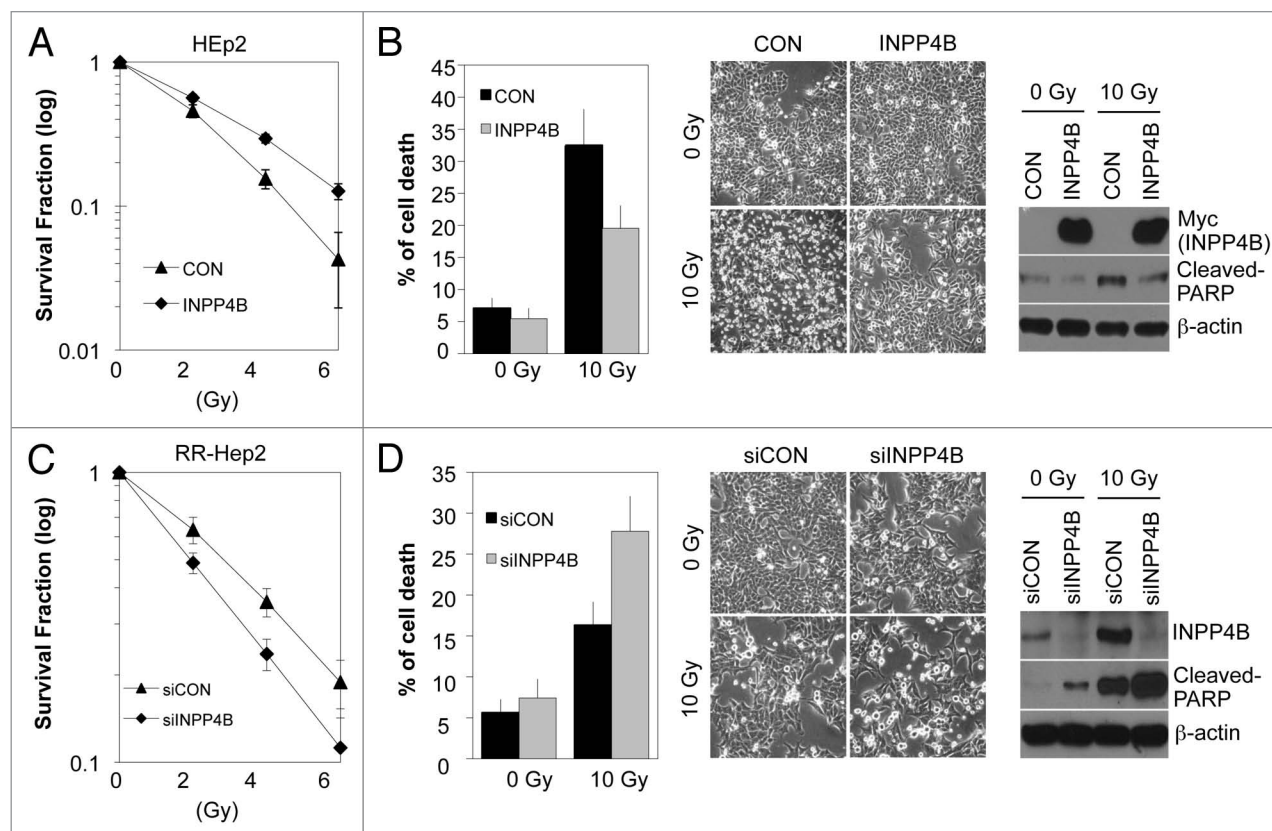 A
HEp2
Survival Fraction (log)
1
0.1
0.01
0 2 4 6
(Gy)
CON
INPP4B
B
% of cell death
45
40
35
30
25
20
15
10
5
0
CON
INPP4B
0 Gy 10 Gy
CON INPP4B
0 Gy
10 Gy
0 Gy 10 Gy
CON INPP4B CON INPP4B
Myc
(INPP4B)
Cleaved-
PARP
β-actin
C
RR-Hep2
Survival Fraction (log)
1
0.1
0 2 4 6
(Gy)
siCON
siINPP4B
D
% of cell death
35
30
25
20
15
10
5
0
siCON
siINPP4B
0 Gy 10 Gy
siCON siINPP4B
0 Gy
10 Gy
0 Gy 10 Gy
siCON siINPP4B siCON siINPP4B
INPP4B
Cleaved-
PARP
β-actin